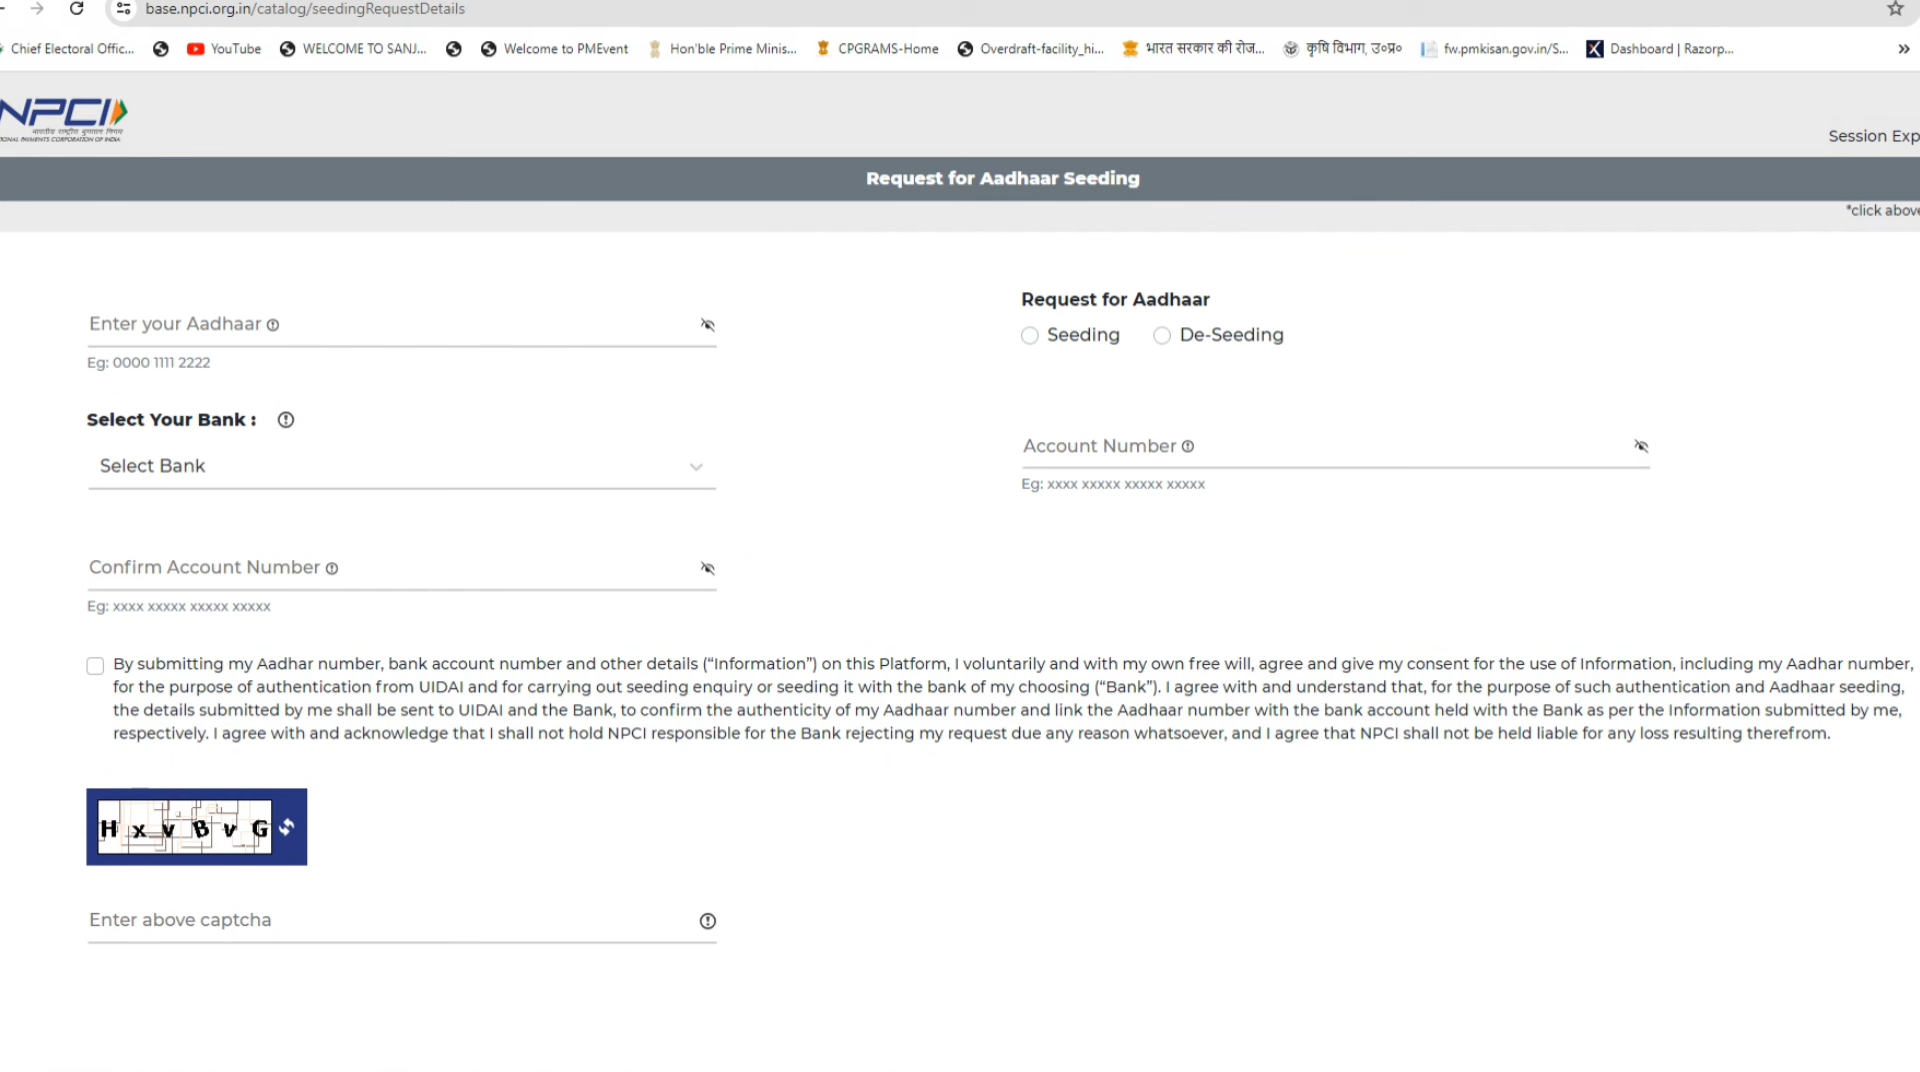 base.npci.org.in/catalog/seedingRequestDetails
Chief Electoral Offic... YouTube WELCOME TO SANJ... Welcome to PMEvent Hon'ble Prime Minis... CPGRAMS-Home Overdraft-facility_hi... भारत सरकार की रोज... कृषि विभाग, उ०प्र० fw.pmkisan.gov.in/S... Dashboard | Razorp... »
NPCI
भारतीय राष्ट्रीय भुगतान निगम
IONAL PAYMENTS CORPORATION OF INDIA
Session Exp
Request for Aadhaar Seeding
*click above
Request for Aadhaar
Enter your Aadhaar
Seeding De-Seeding
Eg: 0000 1111 2222
Select Your Bank :
Account Number
Select Bank
Eg: xxxx xxxxx xxxxx xxxxx
Confirm Account Number
Eg: xxxx xxxxx xxxxx xxxxx
By submitting my Aadhar number, bank account number and other details (“Information”) on this Platform, I voluntarily and with my own free will, agree and give my consent for the use of Information, including my Aadhar number,
for the purpose of authentication from UIDAI and for carrying out seeding enquiry or seeding it with the bank of my choosing (“Bank”). I agree with and understand that, for the purpose of such authentication and Aadhaar seeding,
the details submitted by me shall be sent to UIDAI and the Bank, to confirm the authenticity of my Aadhaar number and link the Aadhaar number with the bank account held with the Bank as per the Information submitted by me,
respectively. I agree with and acknowledge that I shall not hold NPCI responsible for the Bank rejecting my request due any reason whatsoever, and I agree that NPCI shall not be held liable for any loss resulting therefrom.
H x v B v G
Enter above captcha